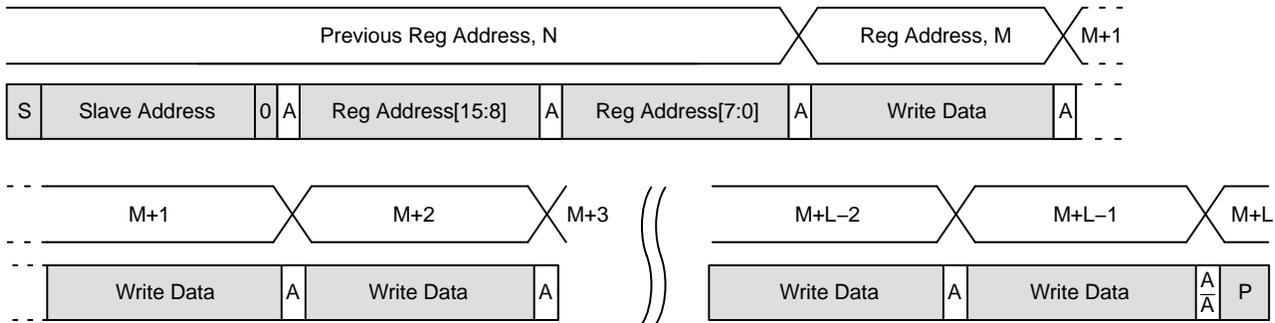 Previous Reg Address, N Reg Address, M M+1
S Slave Address 0 A Reg Address[15:8] A Reg Address[7:0] A Write Data A
M+1 M+2 M+3 M+L−2 M+L−1 M+L
Write Data A Write Data A Write Data A Write Data A/A̅ P